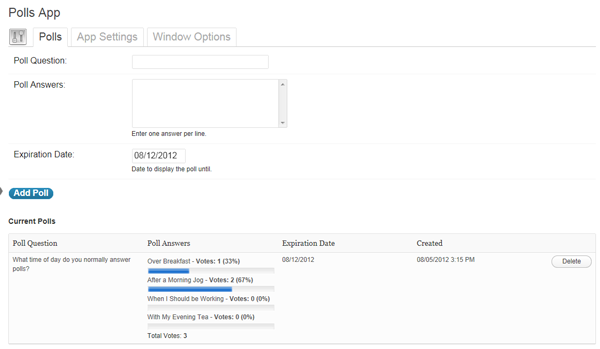 Polls App
Polls App Settings Window Options
Poll Question:
Poll Answers:
Enter one answer per line.
Expiration Date: 08/12/2012
Date to display the poll until.
Add Poll
Current Polls
Poll Question Poll Answers Expiration Date Created
What time of day do you normally answer Over Breakfast - Votes: 1 (33%) 08/12/2012 08/05/2012 3:15 PM Delete
polls?
After a Morning Jog - Votes: 2 (67%)
When I Should be Working - Votes: 0 (0%)
With My Evening Tea - Votes: 0 (0%)
Total Votes: 3